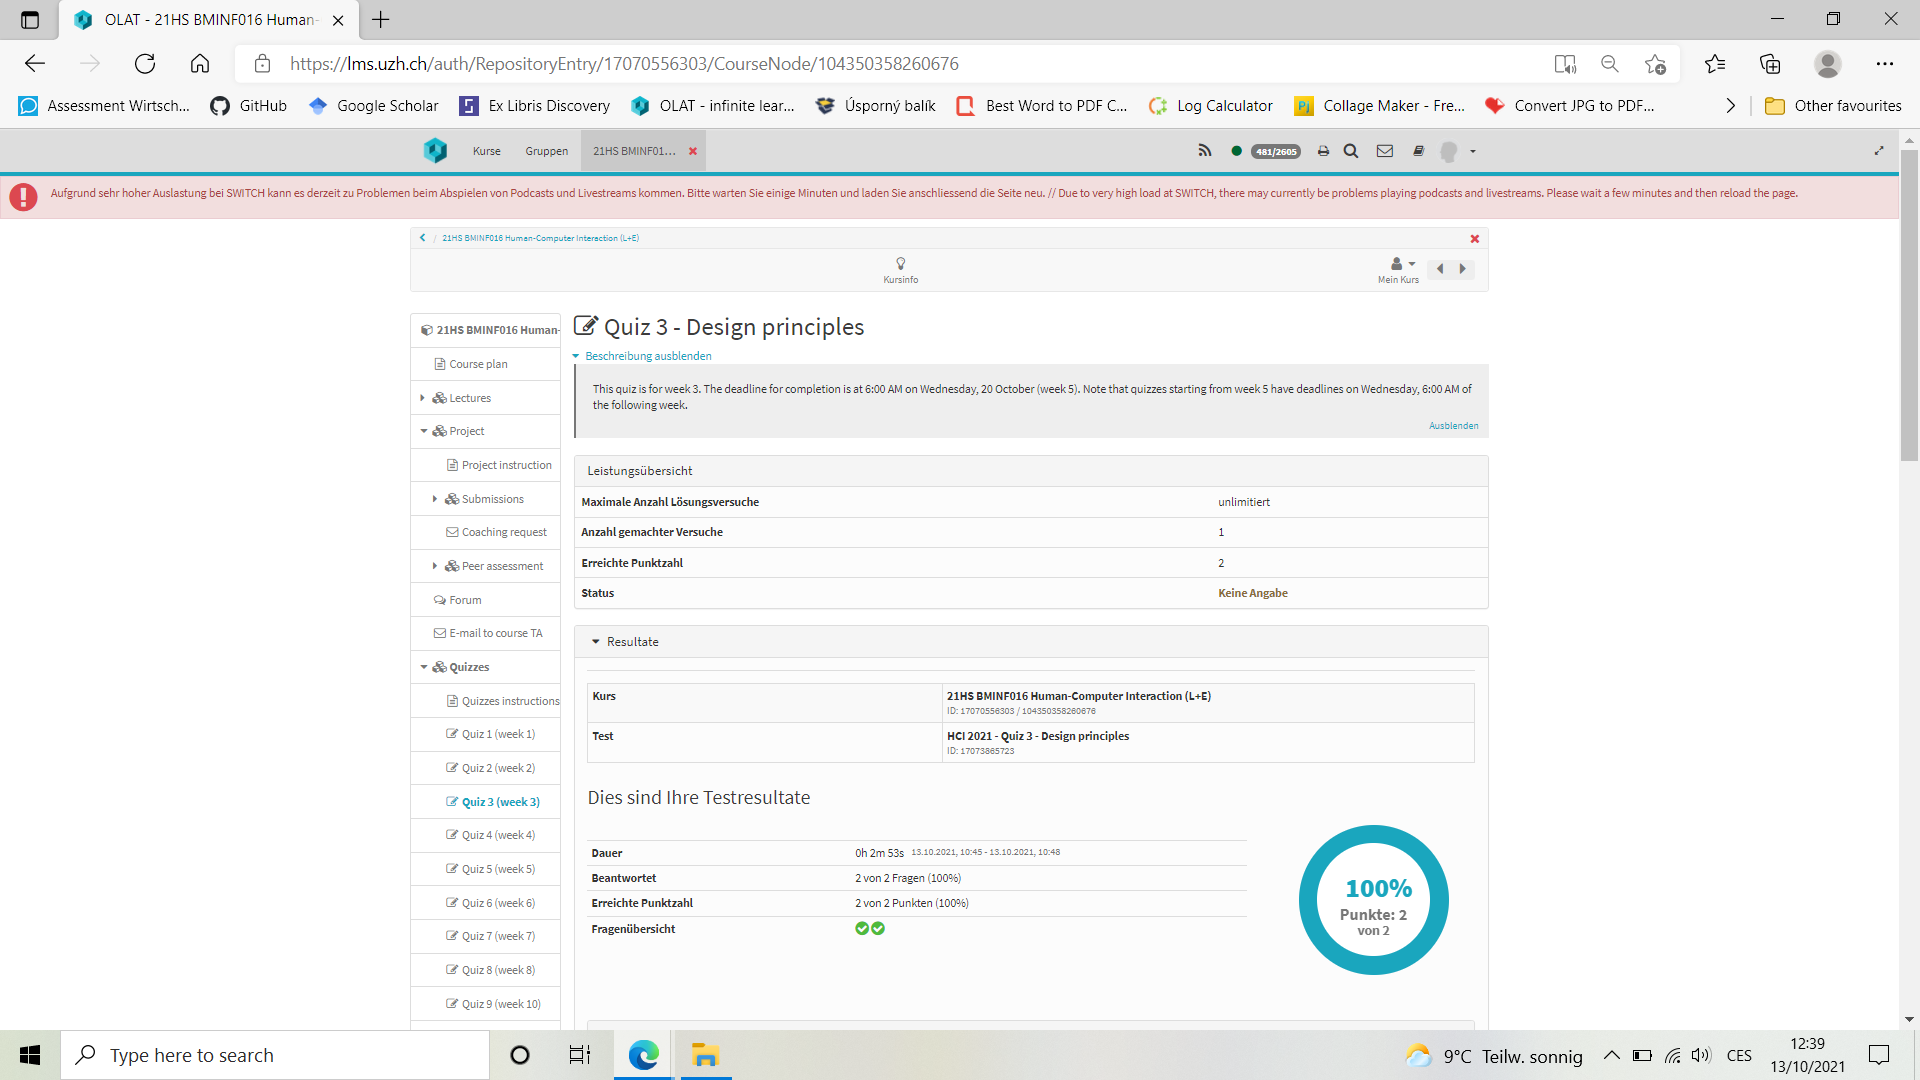 OLAT - 21HS BMINF016 Human-
https://lms.uzh.ch/auth/RepositoryEntry/17070556303/CourseNode/104350358260676
Assessment Wirtsch...
GitHub
Google Scholar
Ex Libris Discovery
OLAT - infinite lear...
Úsporný balík
Best Word to PDF C...
Log Calculator
Collage Maker - Fre...
Convert JPG to PDF...
Other favourites
Kurse
Gruppen
21HS BMINF01...
481/2605
Aufgrund sehr hoher Auslastung bei SWITCH kann es derzeit zu Problemen beim Abspielen von Podcasts und Livestreams kommen. Bitte warten Sie einige Minuten und laden Sie anschliessend die Seite neu. // Due to very high load at SWITCH, there may currently be problems playing podcasts and livestreams. Please wait a few minutes and then reload the page.
/ 21HS BMINF016 Human-Computer Interaction (L+E)
Kursinfo
Mein Kurs
21HS BMINF016 Human-
Course plan
Lectures
Project
Project instruction
Submissions
Coaching request
Peer assessment
Forum
E-mail to course TA
Quizzes
Quizzes instructions
Quiz 1 (week 1)
Quiz 2 (week 2)
Quiz 3 (week 3)
Quiz 4 (week 4)
Quiz 5 (week 5)
Quiz 6 (week 6)
Quiz 7 (week 7)
Quiz 8 (week 8)
Quiz 9 (week 10)
Quiz 3 - Design principles
Beschreibung ausblenden
This quiz is for week 3. The deadline for completion is at 6:00 AM on Wednesday, 20 October (week 5). Note that quizzes starting from week 5 have deadlines on Wednesday, 6:00 AM of
the following week.
Ausblenden
Leistungsübersicht
Maximale Anzahl Lösungsversuche unlimitiert
Anzahl gemachter Versuche 1
Erreichte Punktzahl 2
Status Keine Angabe
Resultate
Kurs 21HS BMINF016 Human-Computer Interaction (L+E)
ID: 17070556303 / 104350358260676
Test HCI 2021 - Quiz 3 - Design principles
ID: 17073865723
Dies sind Ihre Testresultate
Dauer 0h 2m 53s 13.10.2021, 10:45 - 13.10.2021, 10:48
Beantwortet 2 von 2 Fragen (100%)
Erreichte Punktzahl 2 von 2 Punkten (100%)
Fragenübersicht
100%
Punkte: 2
von 2
Type here to search
9°C Teilw. sonnig
CES
12:39
13/10/2021